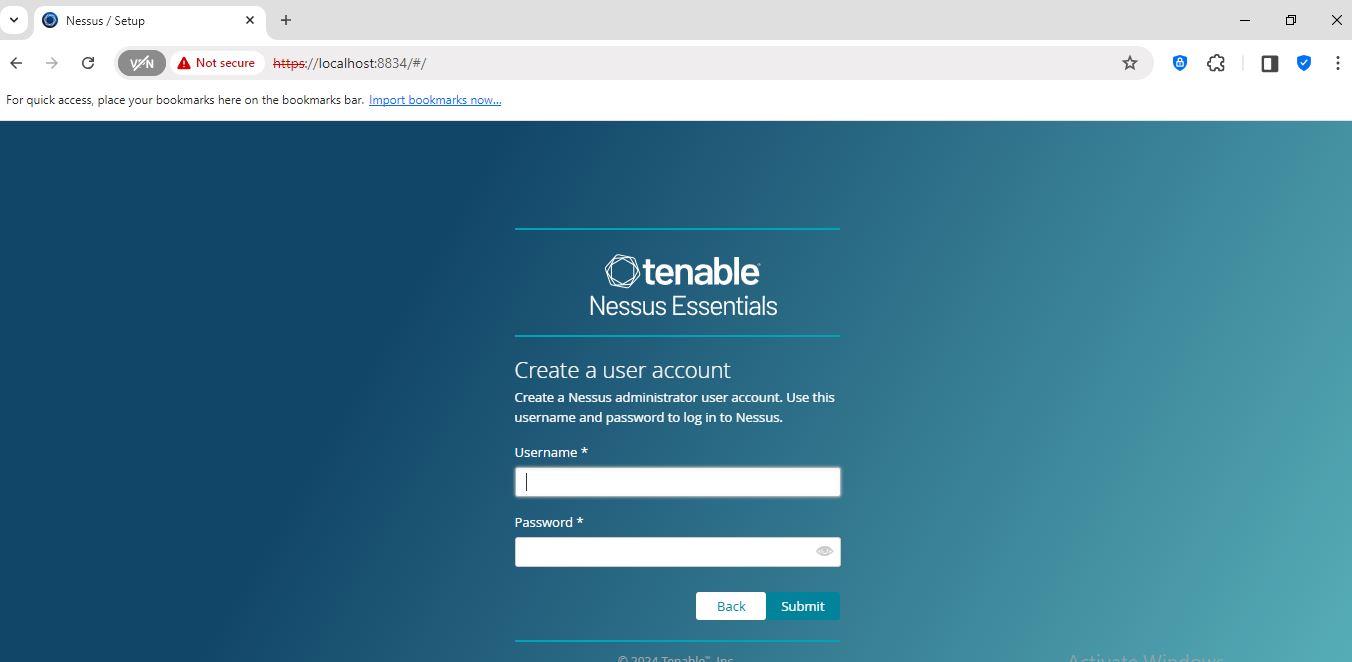 Nessus / Setup
VPN
Not secure
https://localhost:8834/#/
For quick access, place your bookmarks here on the bookmarks bar. Import bookmarks now...
tenable
Nessus Essentials
Create a user account
Create a Nessus administrator user account. Use this
username and password to log in to Nessus.
Username *
Password *
Back Submit
© 2024 Tenable™, Inc.
Activate Windows